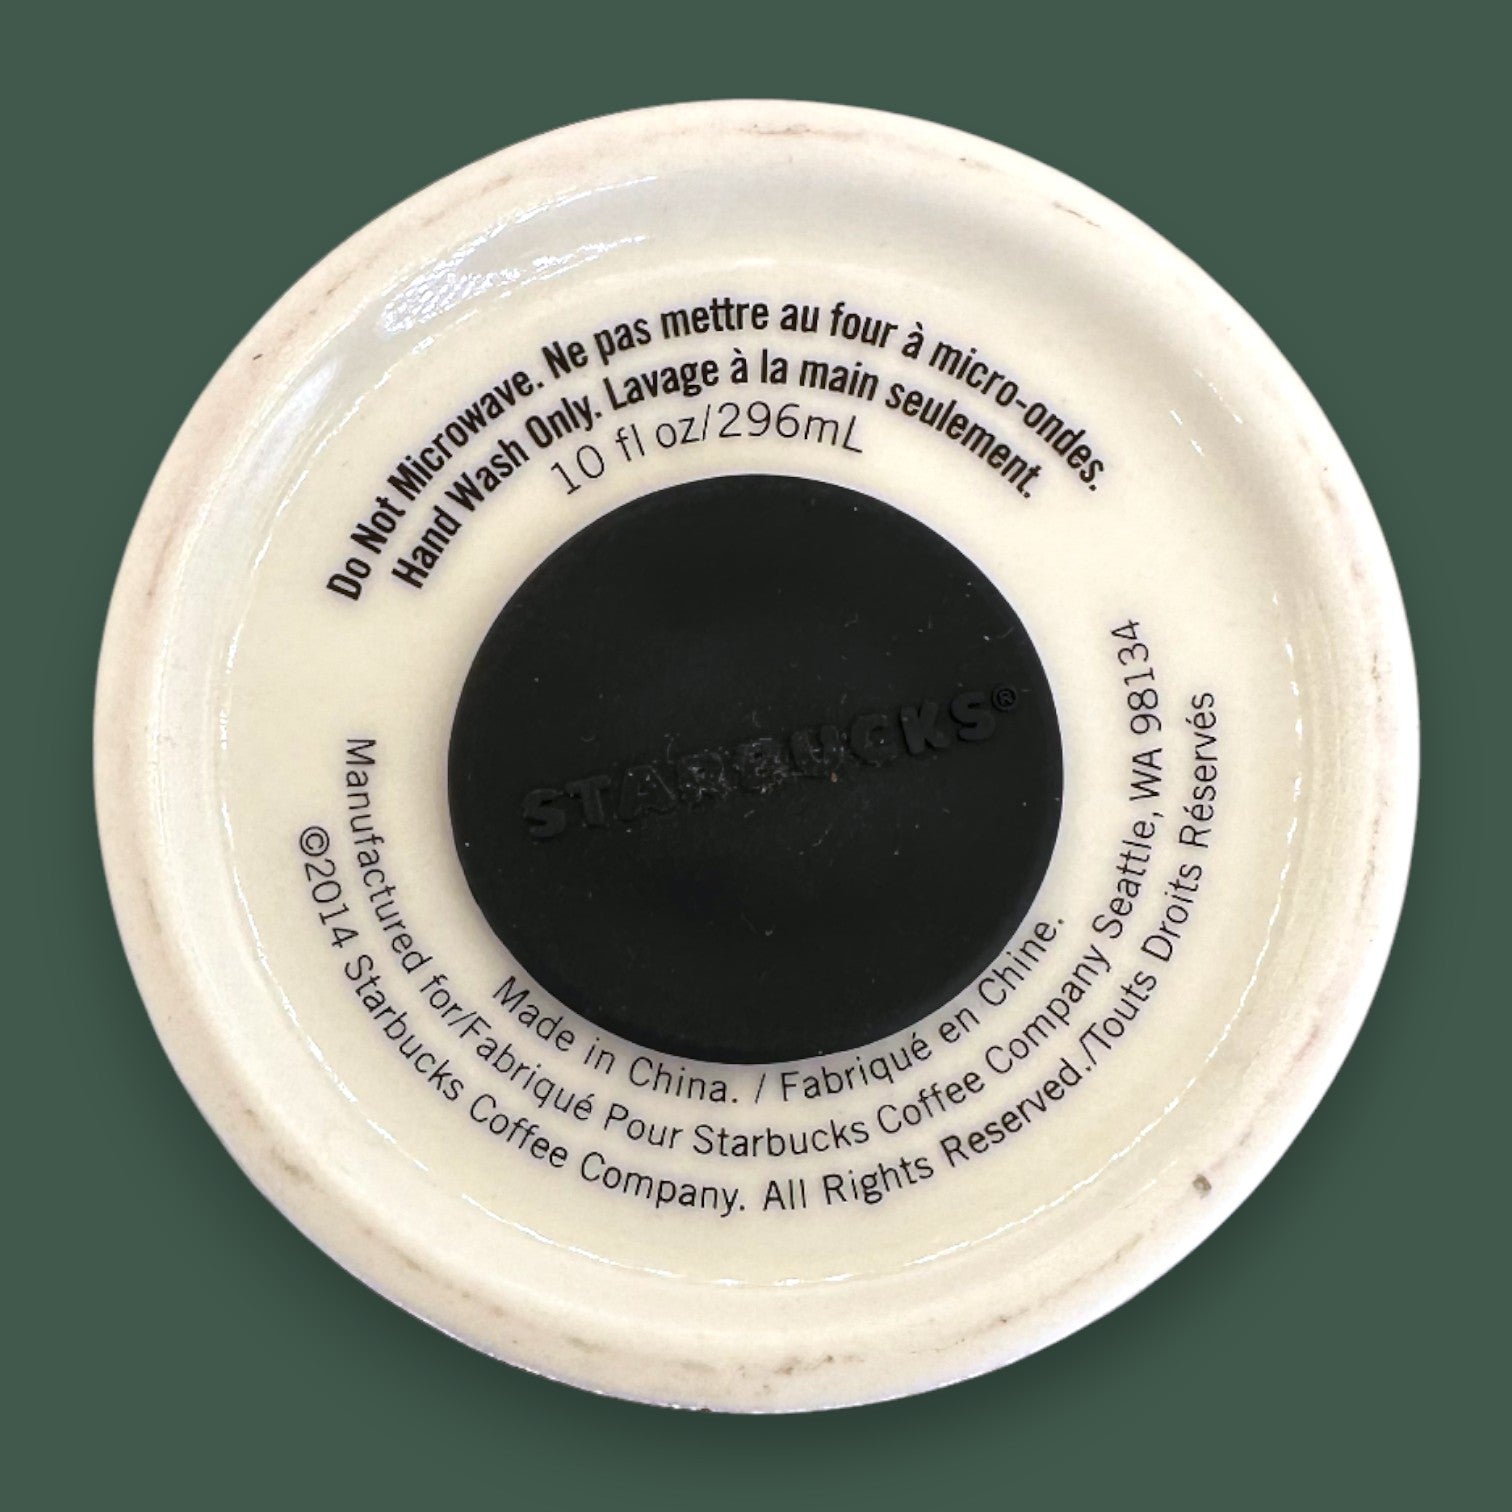 Do Not Microwave. Ne pas mettre au four à micro-ondes.
Hand Wash Only. Lavage à la main seulement.
10 fl oz/296mL
STARBUCKS®
Made in China. / Fabriqué en Chine.
Manufactured for/Fabriqué Pour Starbucks Coffee Company Seattle, WA 98134
©2014 Starbucks Coffee Company. All Rights Reserved./Touts Droits Réservés